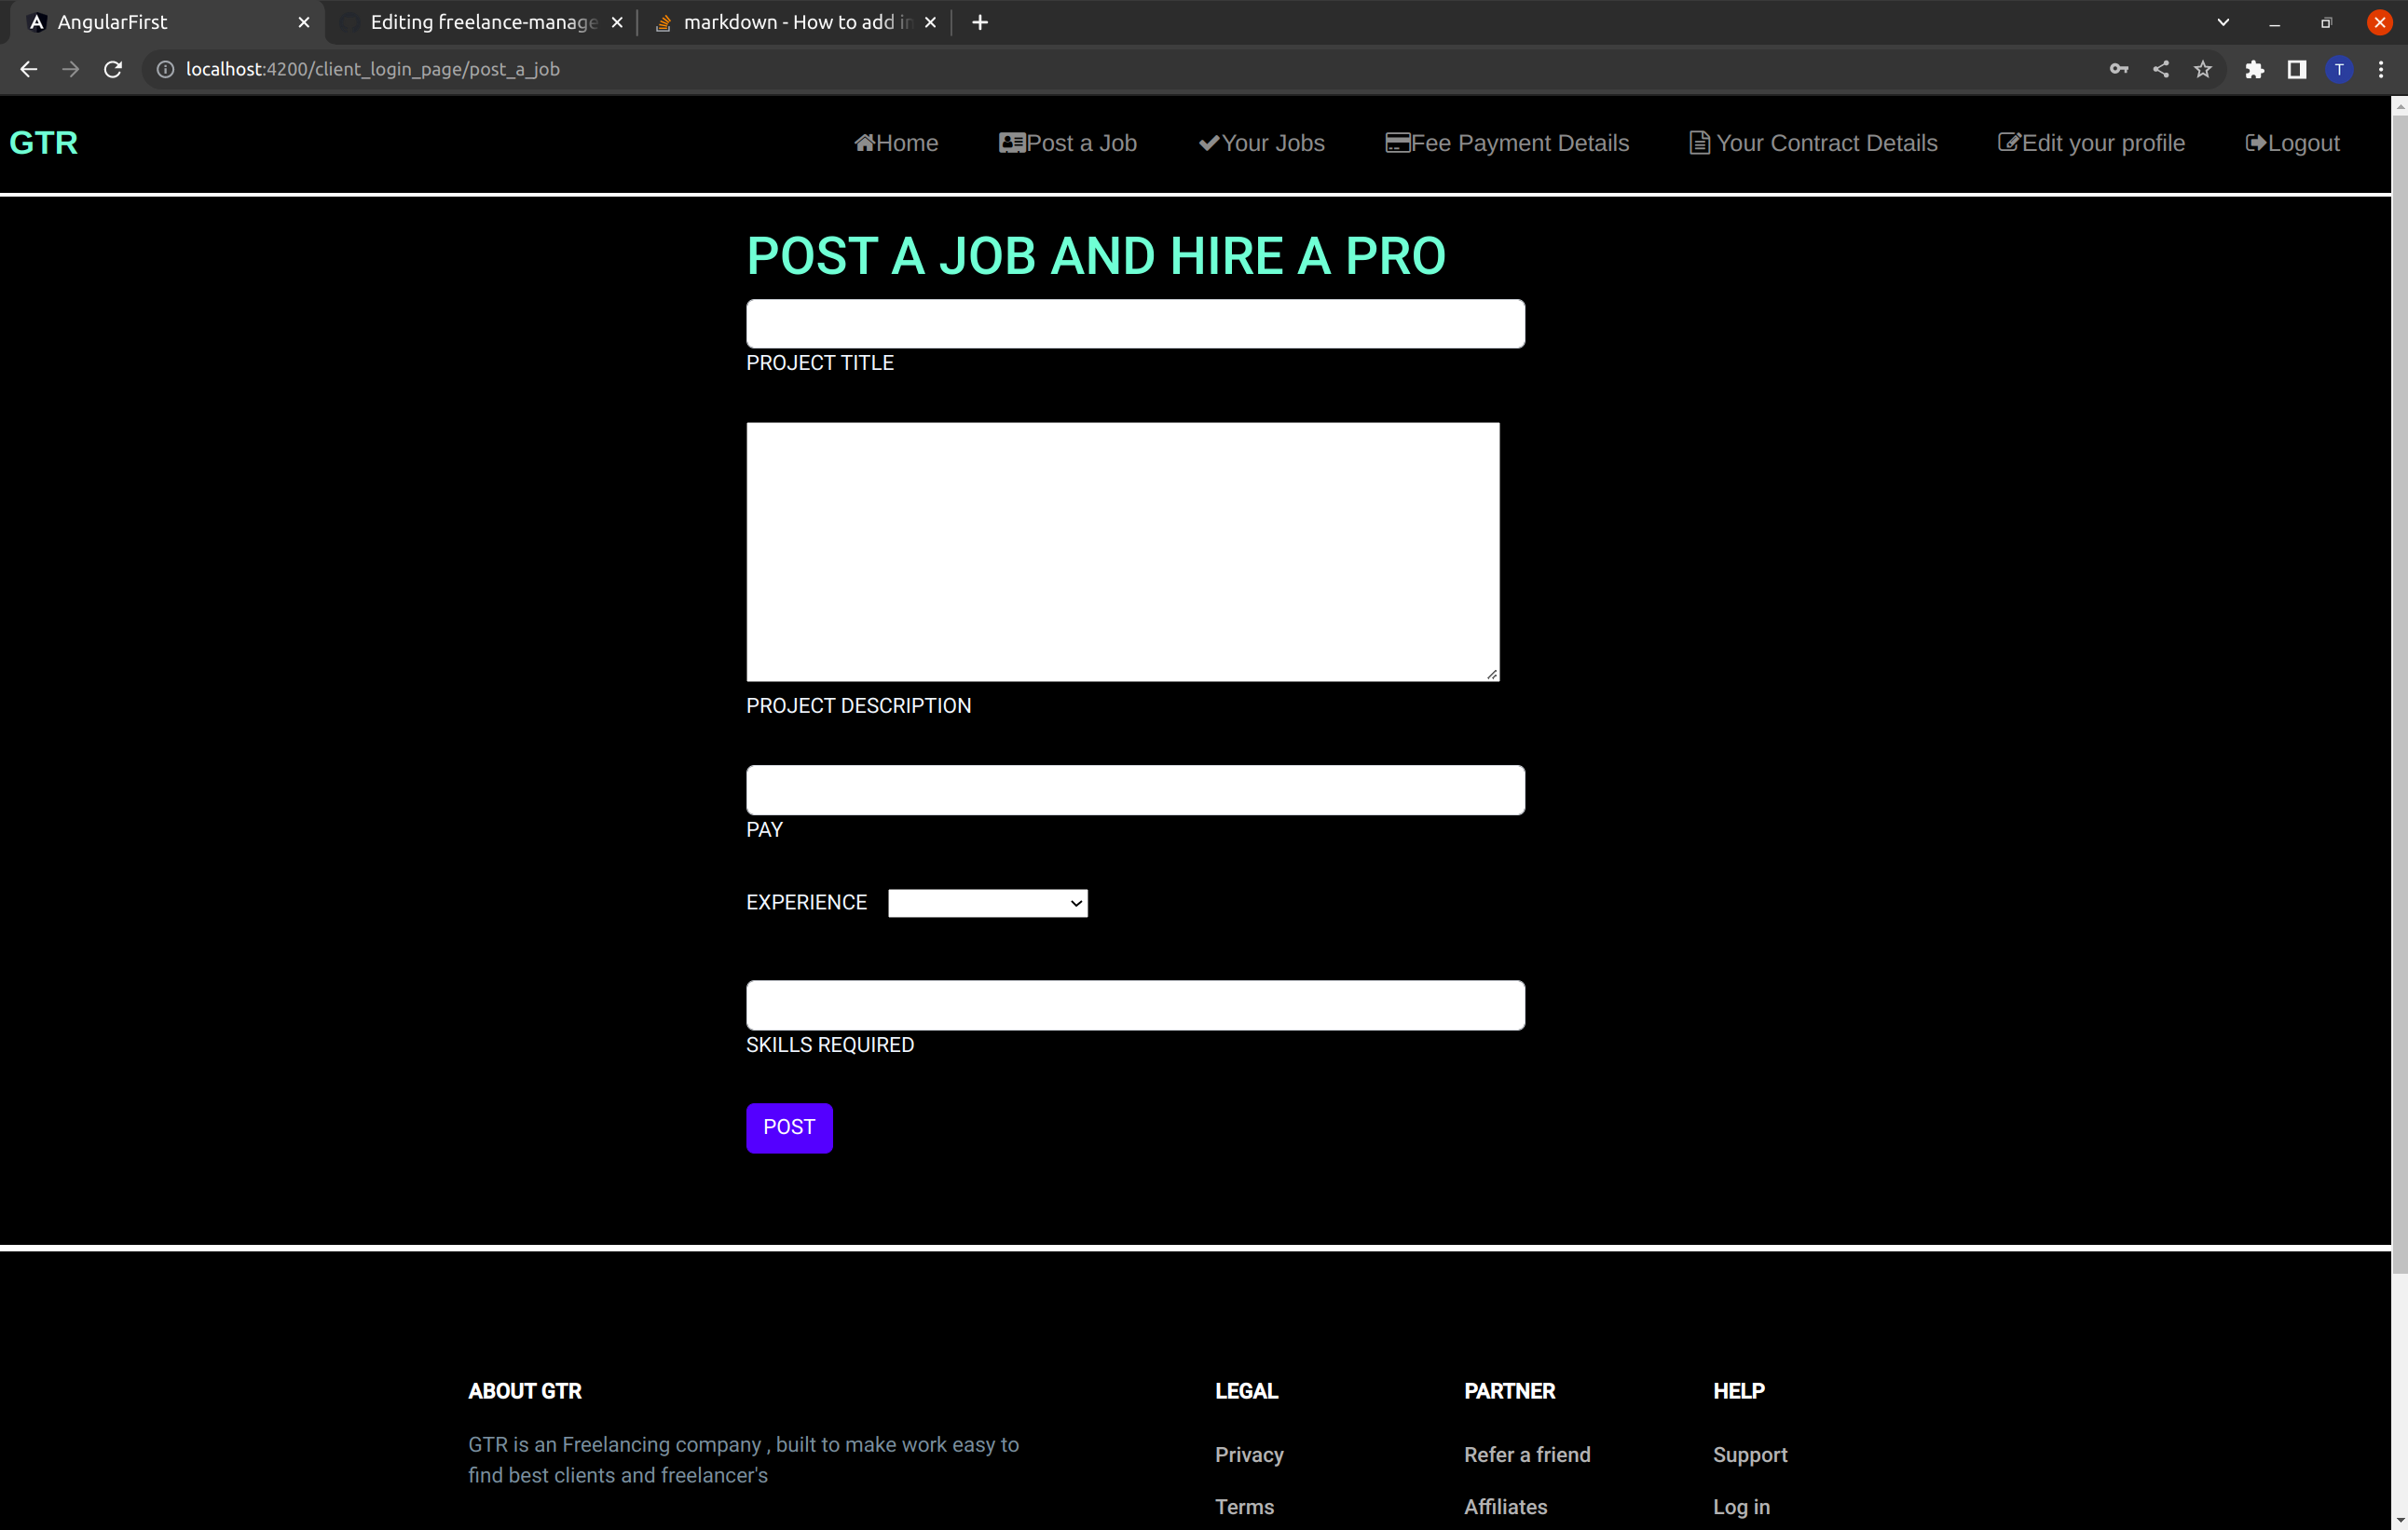 AngularFirst
Editing freelance-manage
markdown - How to add in
localhost:4200/client_login_page/post_a_job
T
GTR
Home
Post a Job
Your Jobs
Fee Payment Details
Your Contract Details
Edit your profile
Logout
POST A JOB AND HIRE A PRO
PROJECT TITLE
PROJECT DESCRIPTION
PAY
EXPERIENCE
SKILLS REQUIRED
POST
ABOUT GTR
GTR is an Freelancing company , built to make work easy to
find best clients and freelancer's
LEGAL
Privacy
Terms
PARTNER
Refer a friend
Affiliates
HELP
Support
Log in